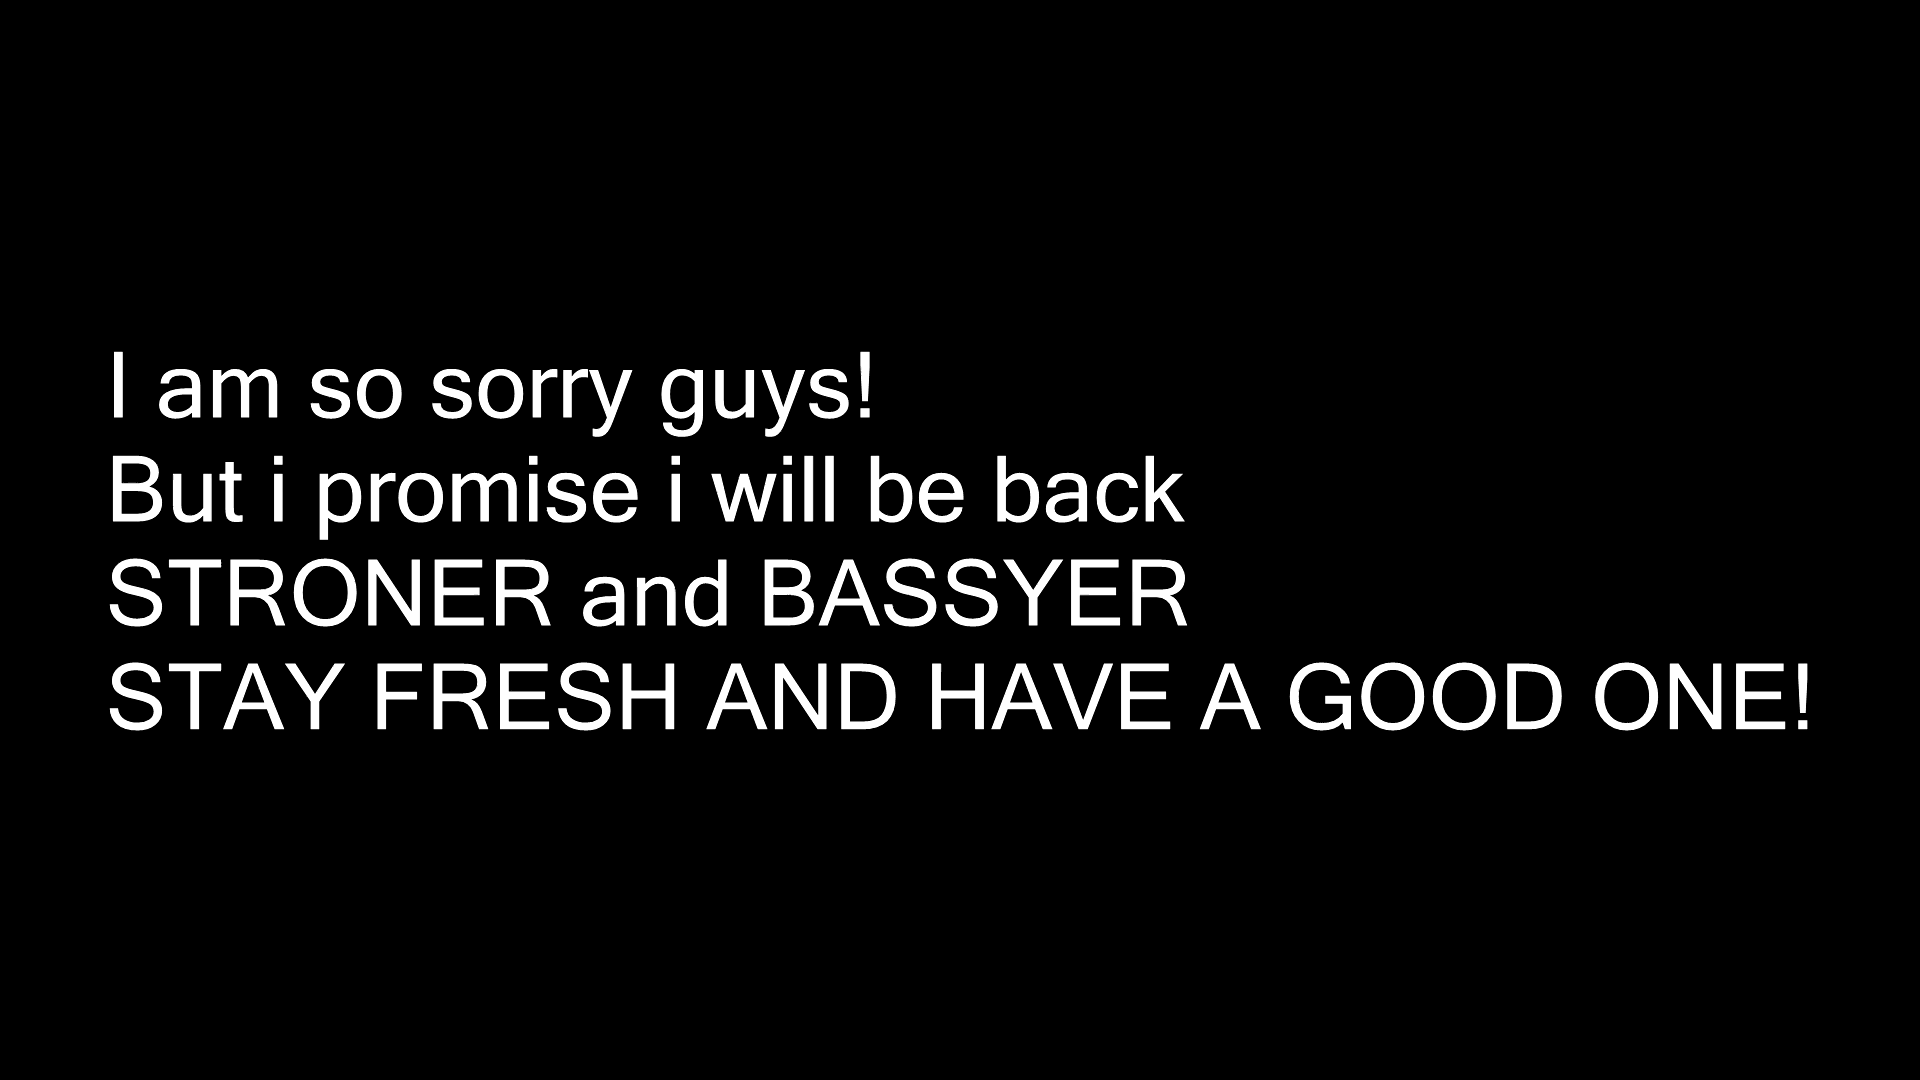 I am so sorry guys!
But i promise i will be back
STRONER and BASSYER
STAY FRESH AND HAVE A GOOD ONE!